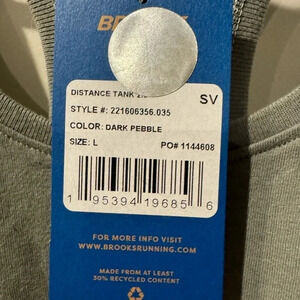 DISTANCE TANK
SV
STYLE #: 221606356.035
COLOR: DARK PEBBLE
SIZE: L PO# 1144608
1 95394 19685 6
FOR MORE INFO VISIT
WWW.BROOKSRUNNING.COM
MADE FROM AT LEAST
30% RECYCLED CONTENT